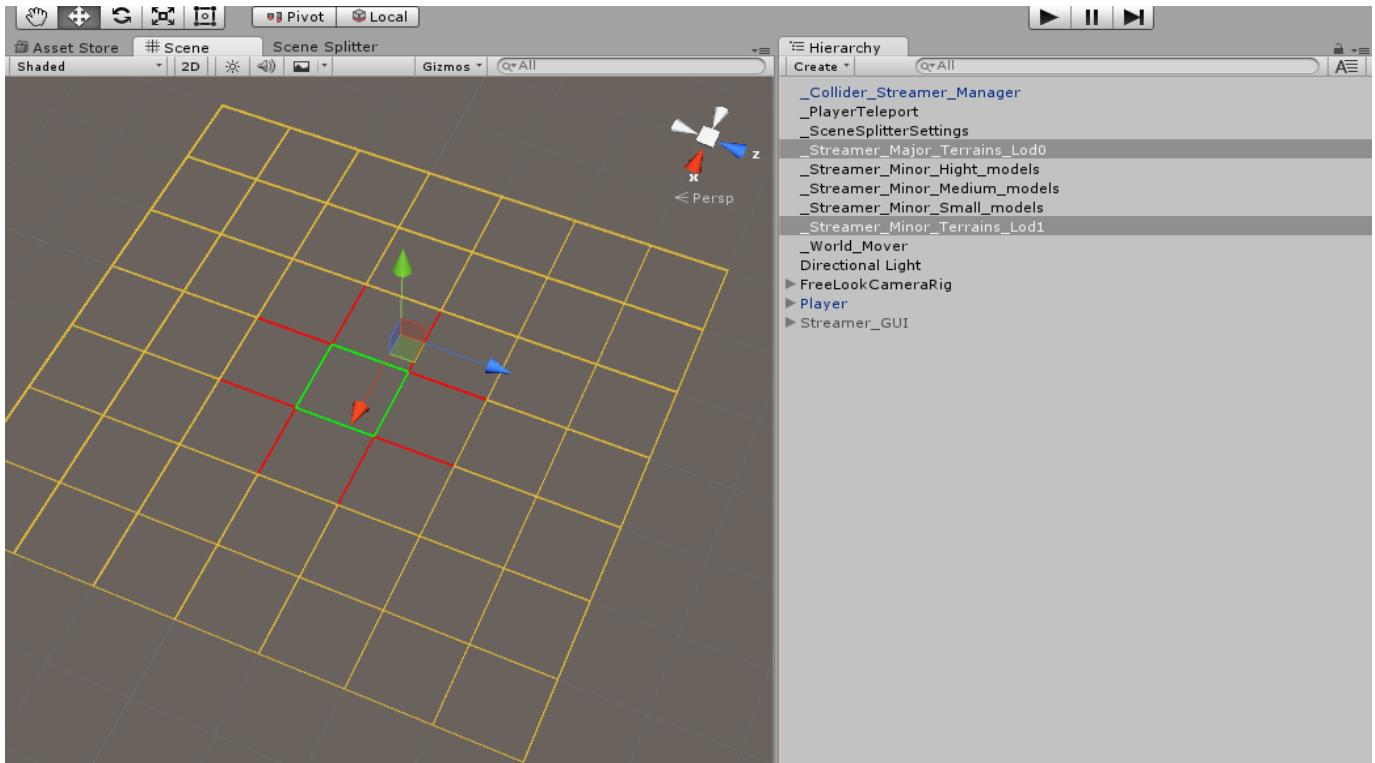 Pivot Local
Asset Store Scene Scene Splitter
Shaded 2D Gizmos All
z
x
Persp
Hierarchy
Create All
_Collider_Streamer_Manager
_PlayerTeleport
_SceneSplitterSettings
_Streamer_Major_Terrains_Lod0
_Streamer_Minor_Hight_models
_Streamer_Minor_Medium_models
_Streamer_Minor_Small_models
_Streamer_Minor_Terrains_Lod1
_World_Mover
Directional Light
FreeLookCameraRig
Player
Streamer_GUI